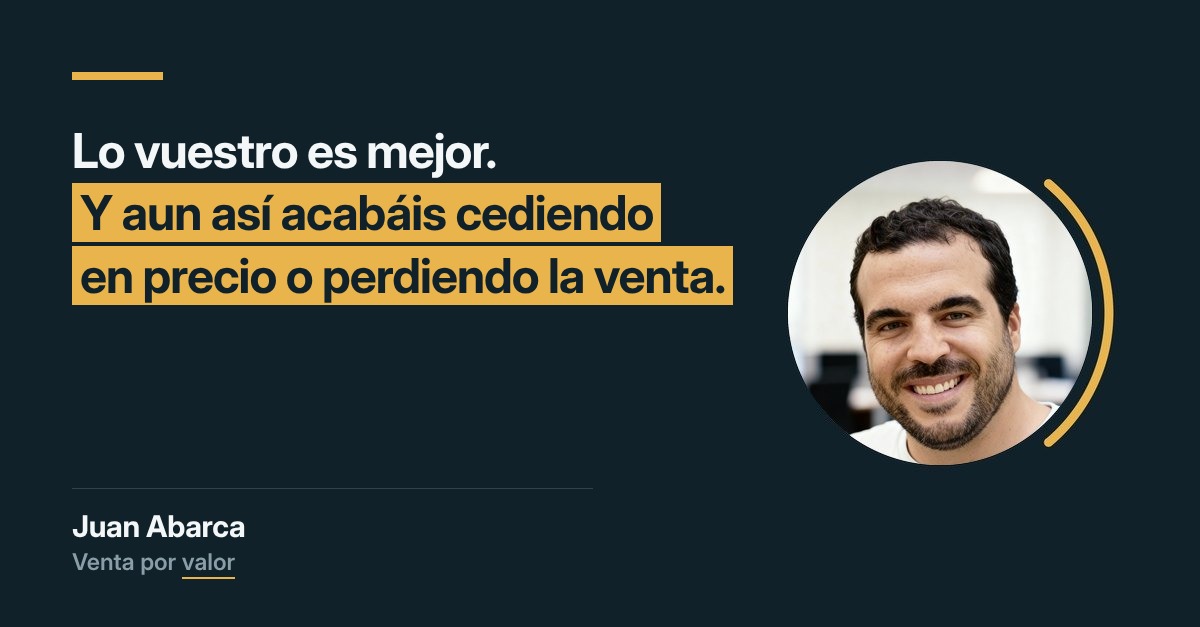 Lo vuestro es mejor.
Y aun así acabáis cediendo
en precio o perdiendo la venta.
Juan Abarca
Venta por valor